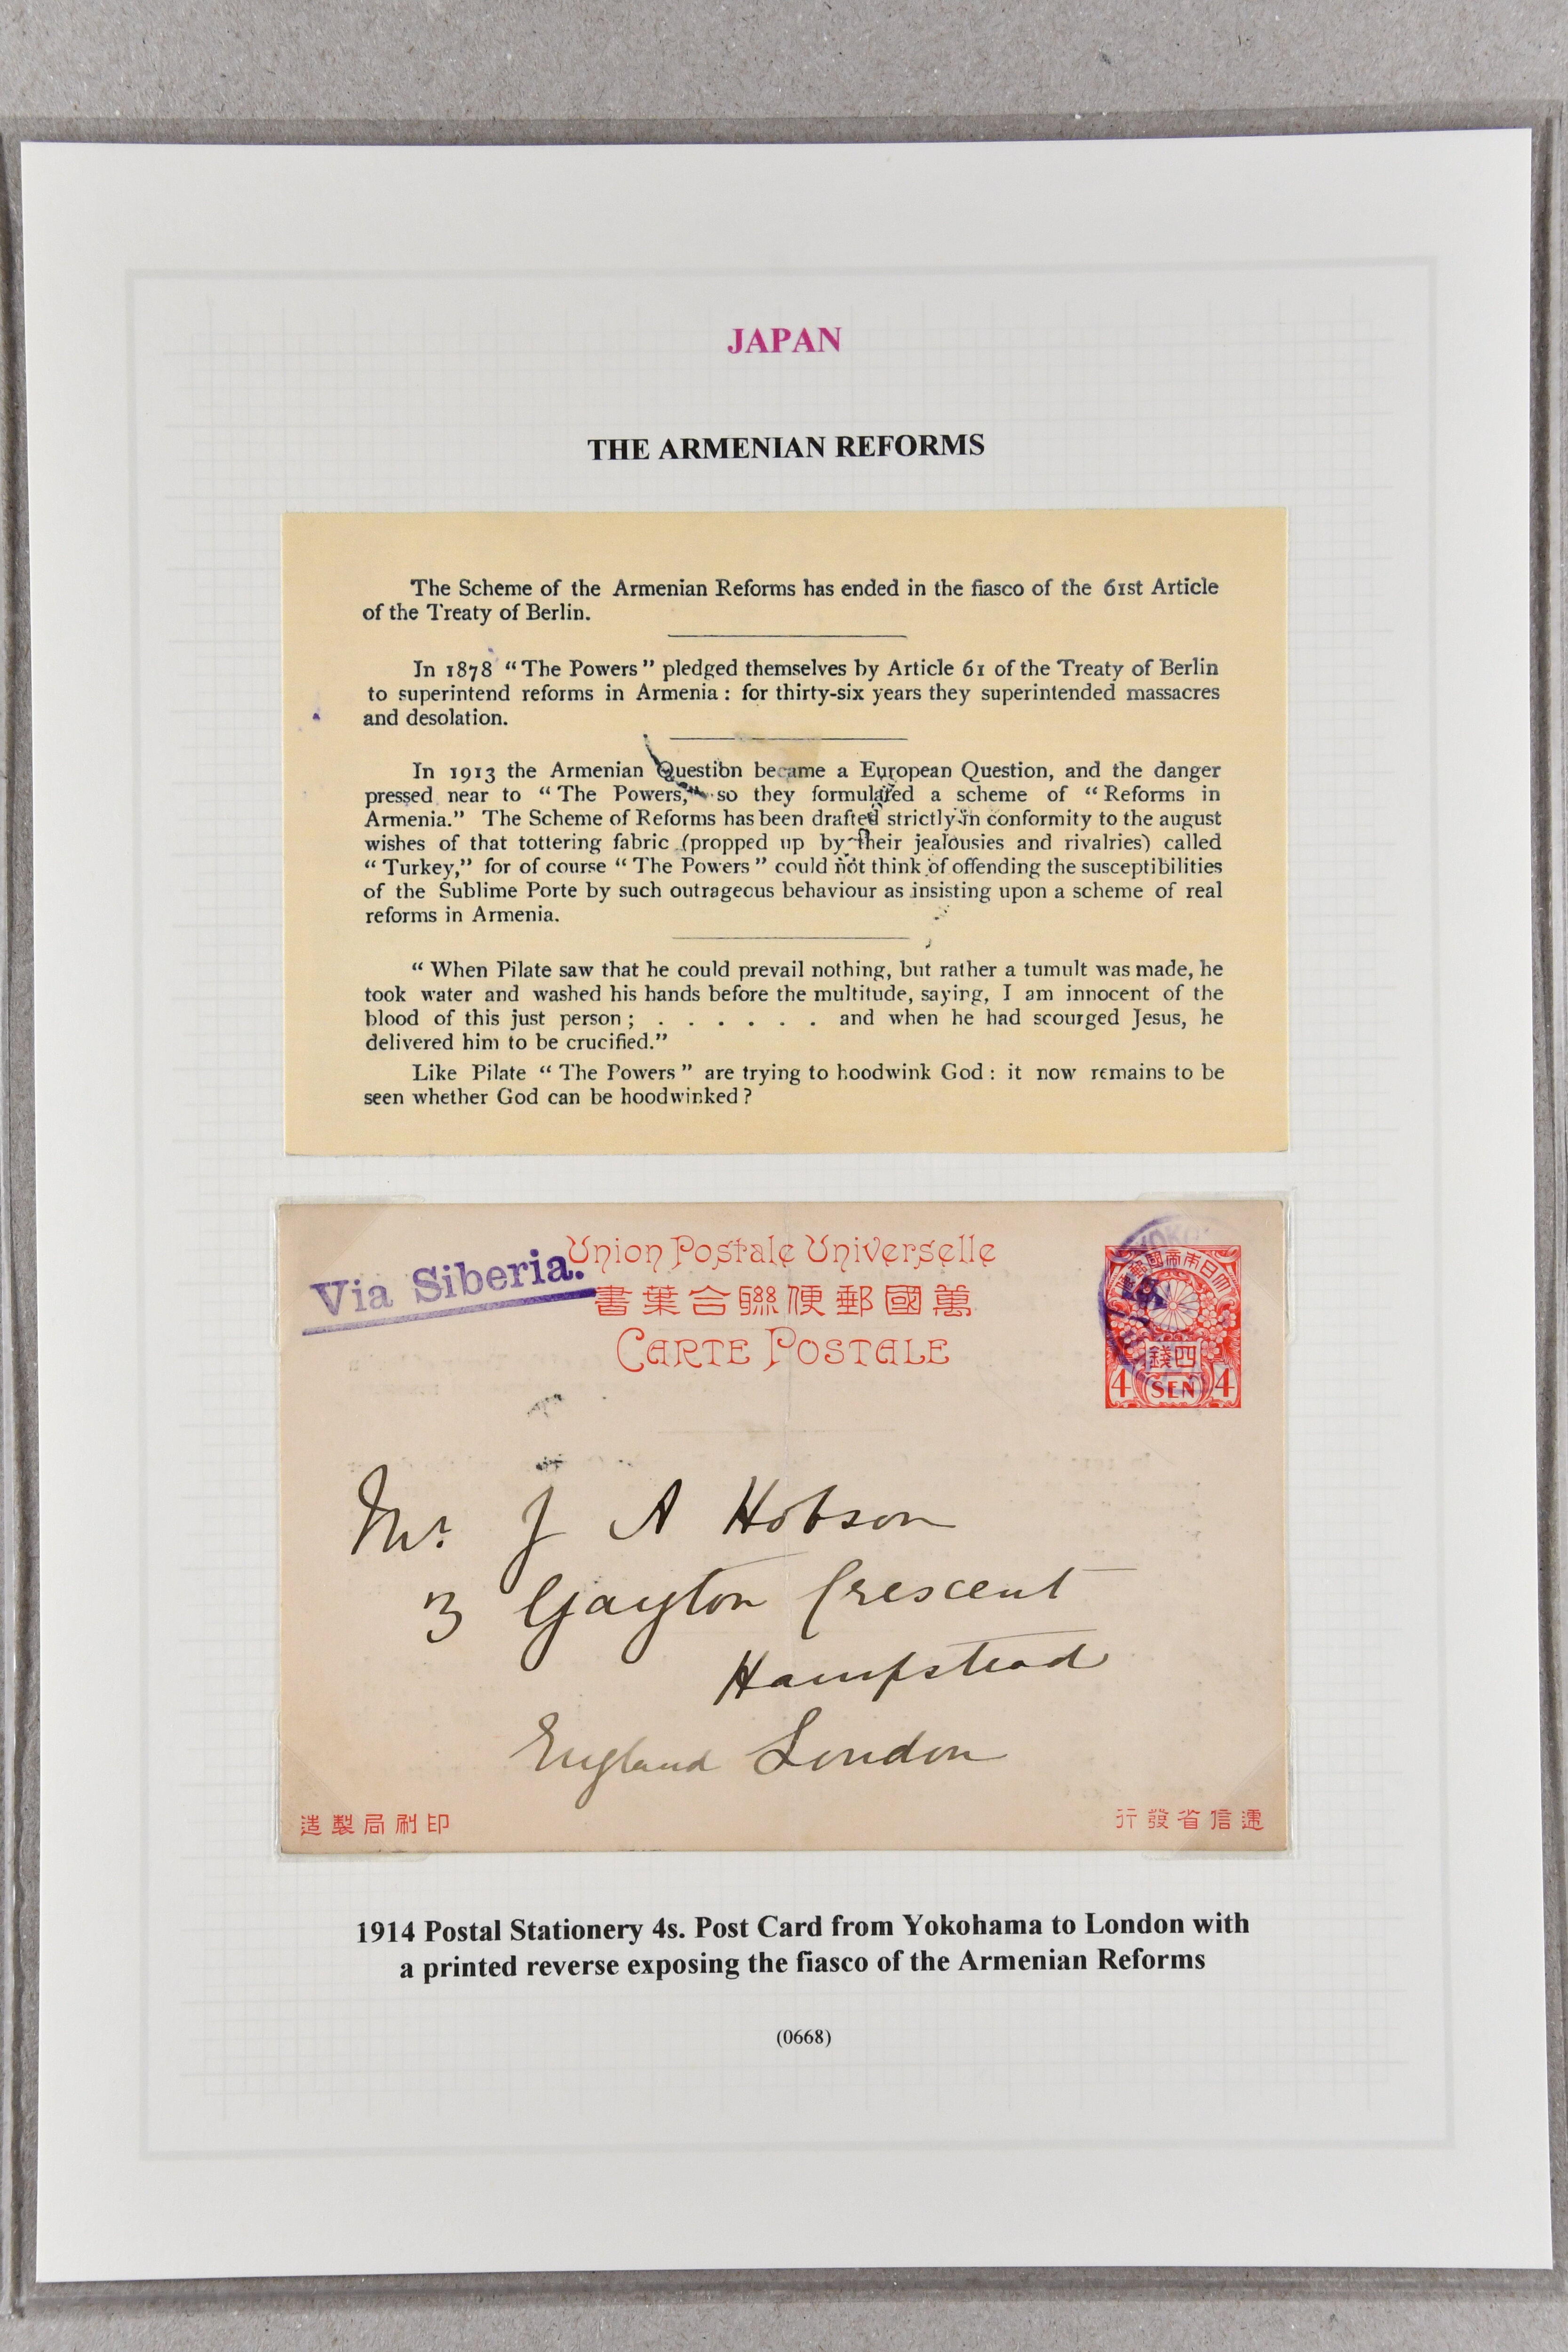 JAPAN
THE ARMENIAN REFORMS
The Scheme of the Armenian Reforms has ended in the fiasco of the 61st Article
of the Treaty of Berlin.
In 1878 “The Powers” pledged themselves by Article 61 of the Treaty of Berlin
to superintend reforms in Armenia : for thirty-six years they superintended massacres
and desolation.
In 1913 the Armenian Question became a European Question, and the danger
pressed near to “The Powers,” so they formulated a scheme of “Reforms in
Armenia.” The Scheme of Reforms has been drafted strictly in conformity to the august
wishes of that tottering fabric (propped up by their jealousies and rivalries) called
“Turkey,” for of course “The Powers” could not think of offending the susceptibilities
of the Sublime Porte by such outrageous behaviour as insisting upon a scheme of real
reforms in Armenia.
“When Pilate saw that he could prevail nothing, but rather a tumult was made, he
took water and washed his hands before the multitude, saying, I am innocent of the
blood of this just person ; . . . . . . and when he had scourged Jesus, he
delivered him to be crucified.”
Like Pilate “The Powers” are trying to hoodwink God : it now remains to be
seen whether God can be hoodwinked ?
Via Siberia.
Union Postale Universelle
書葉合聯便郵國萬
CARTE POSTALE
便郵國帝本日大
錢四
4 SEN 4
Mr. J A Hobson
3 Gayton Crescent
Hampstead
England London
造製局刷印
行發省信遞
1914 Postal Stationery 4s. Post Card from Yokohama to London with
a printed reverse exposing the fiasco of the Armenian Reforms
(0668)